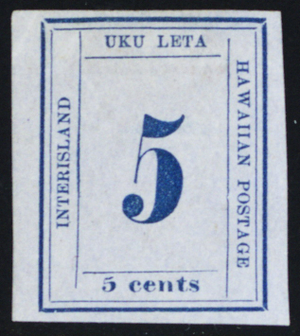 UKU LETA
INTERISLAND
HAWAIIAN POSTAGE
5
5 cents